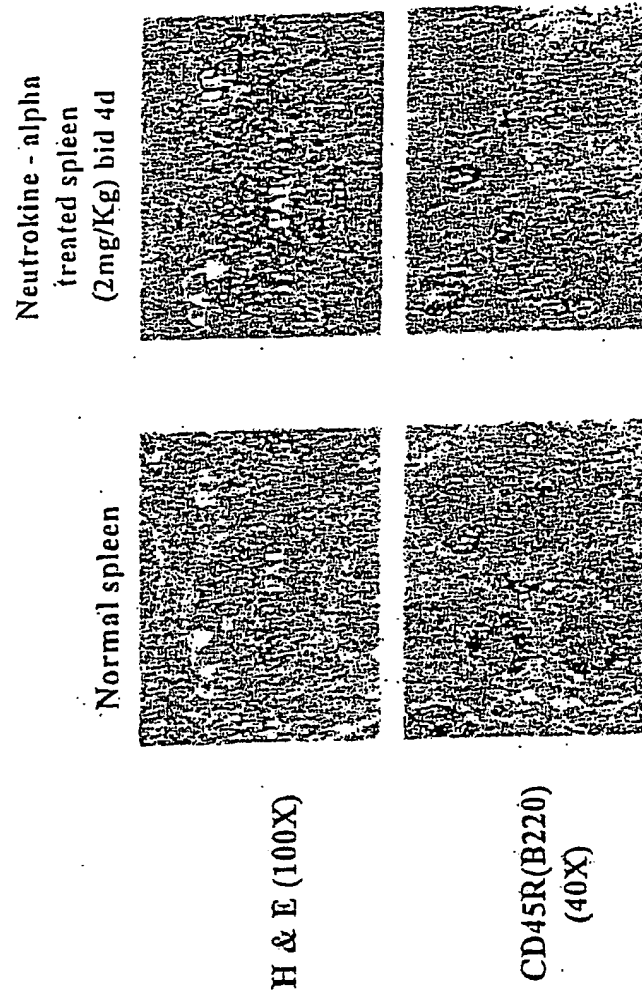 Normal spleen
Neutrokine - alpha
treated spleen
(2mg/Kg) bid 4d
H & E (100X)
CD45R(B220)
(40X)